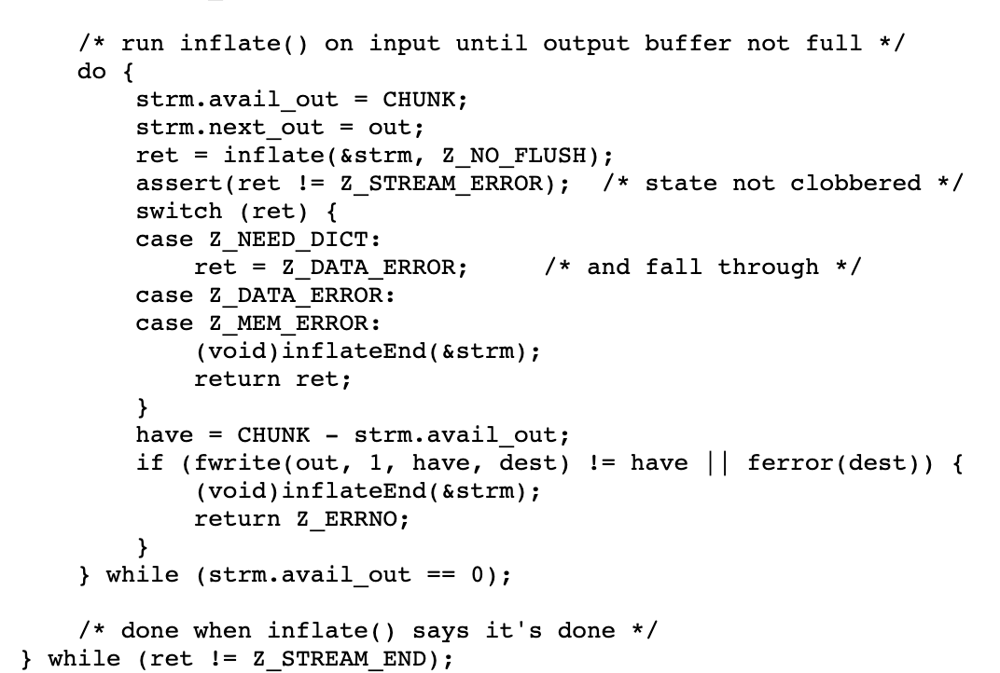 /* run inflate() on input until output buffer not full */
do {
strm.avail_out = CHUNK;
strm.next_out = out;
ret = inflate(&strm, Z_NO_FLUSH);
assert(ret != Z_STREAM_ERROR);  /* state not clobbered */
switch (ret) {
case Z_NEED_DICT:
ret = Z_DATA_ERROR;     /* and fall through */
case Z_DATA_ERROR:
case Z_MEM_ERROR:
(void)inflateEnd(&strm);
return ret;
}
have = CHUNK - strm.avail_out;
if (fwrite(out, 1, have, dest) != have || ferror(dest)) {
(void)inflateEnd(&strm);
return Z_ERRNO;
}
} while (strm.avail_out == 0);
/* done when inflate() says it's done */
} while (ret != Z_STREAM_END);